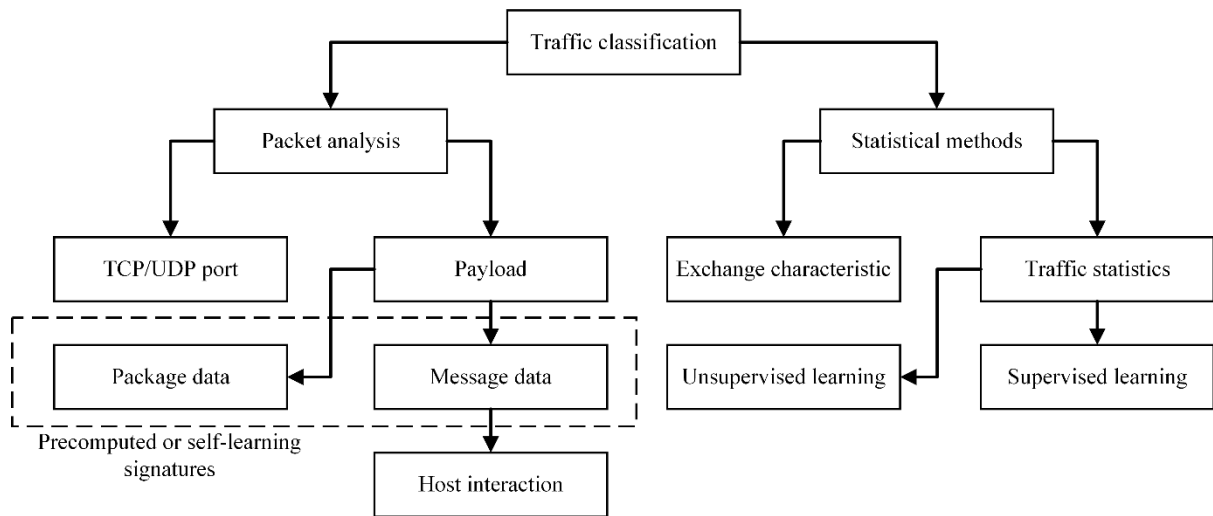 Traffic classification
Packet analysis
Statistical methods
TCP/UDP port
Payload
Exchange characteristic
Traffic statistics
Package data
Message data
Unsupervised learning
Supervised learning
Precomputed or self-learning
signatures
Host interaction